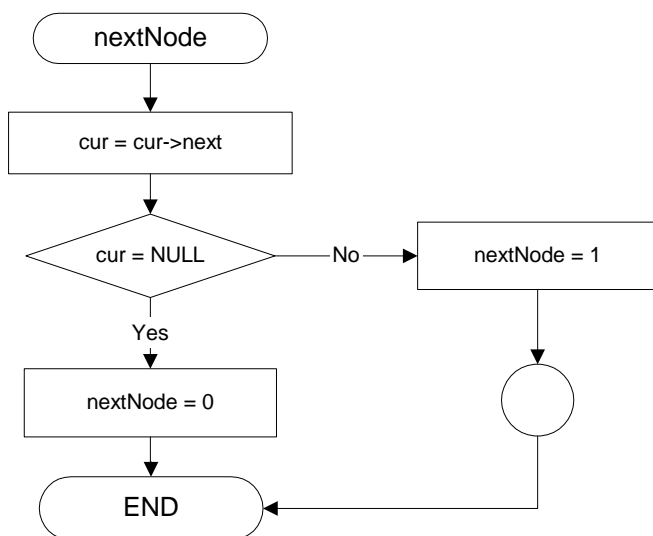 nextNode
cur = cur->next
cur = NULL
No
nextNode = 1
Yes
nextNode = 0
END